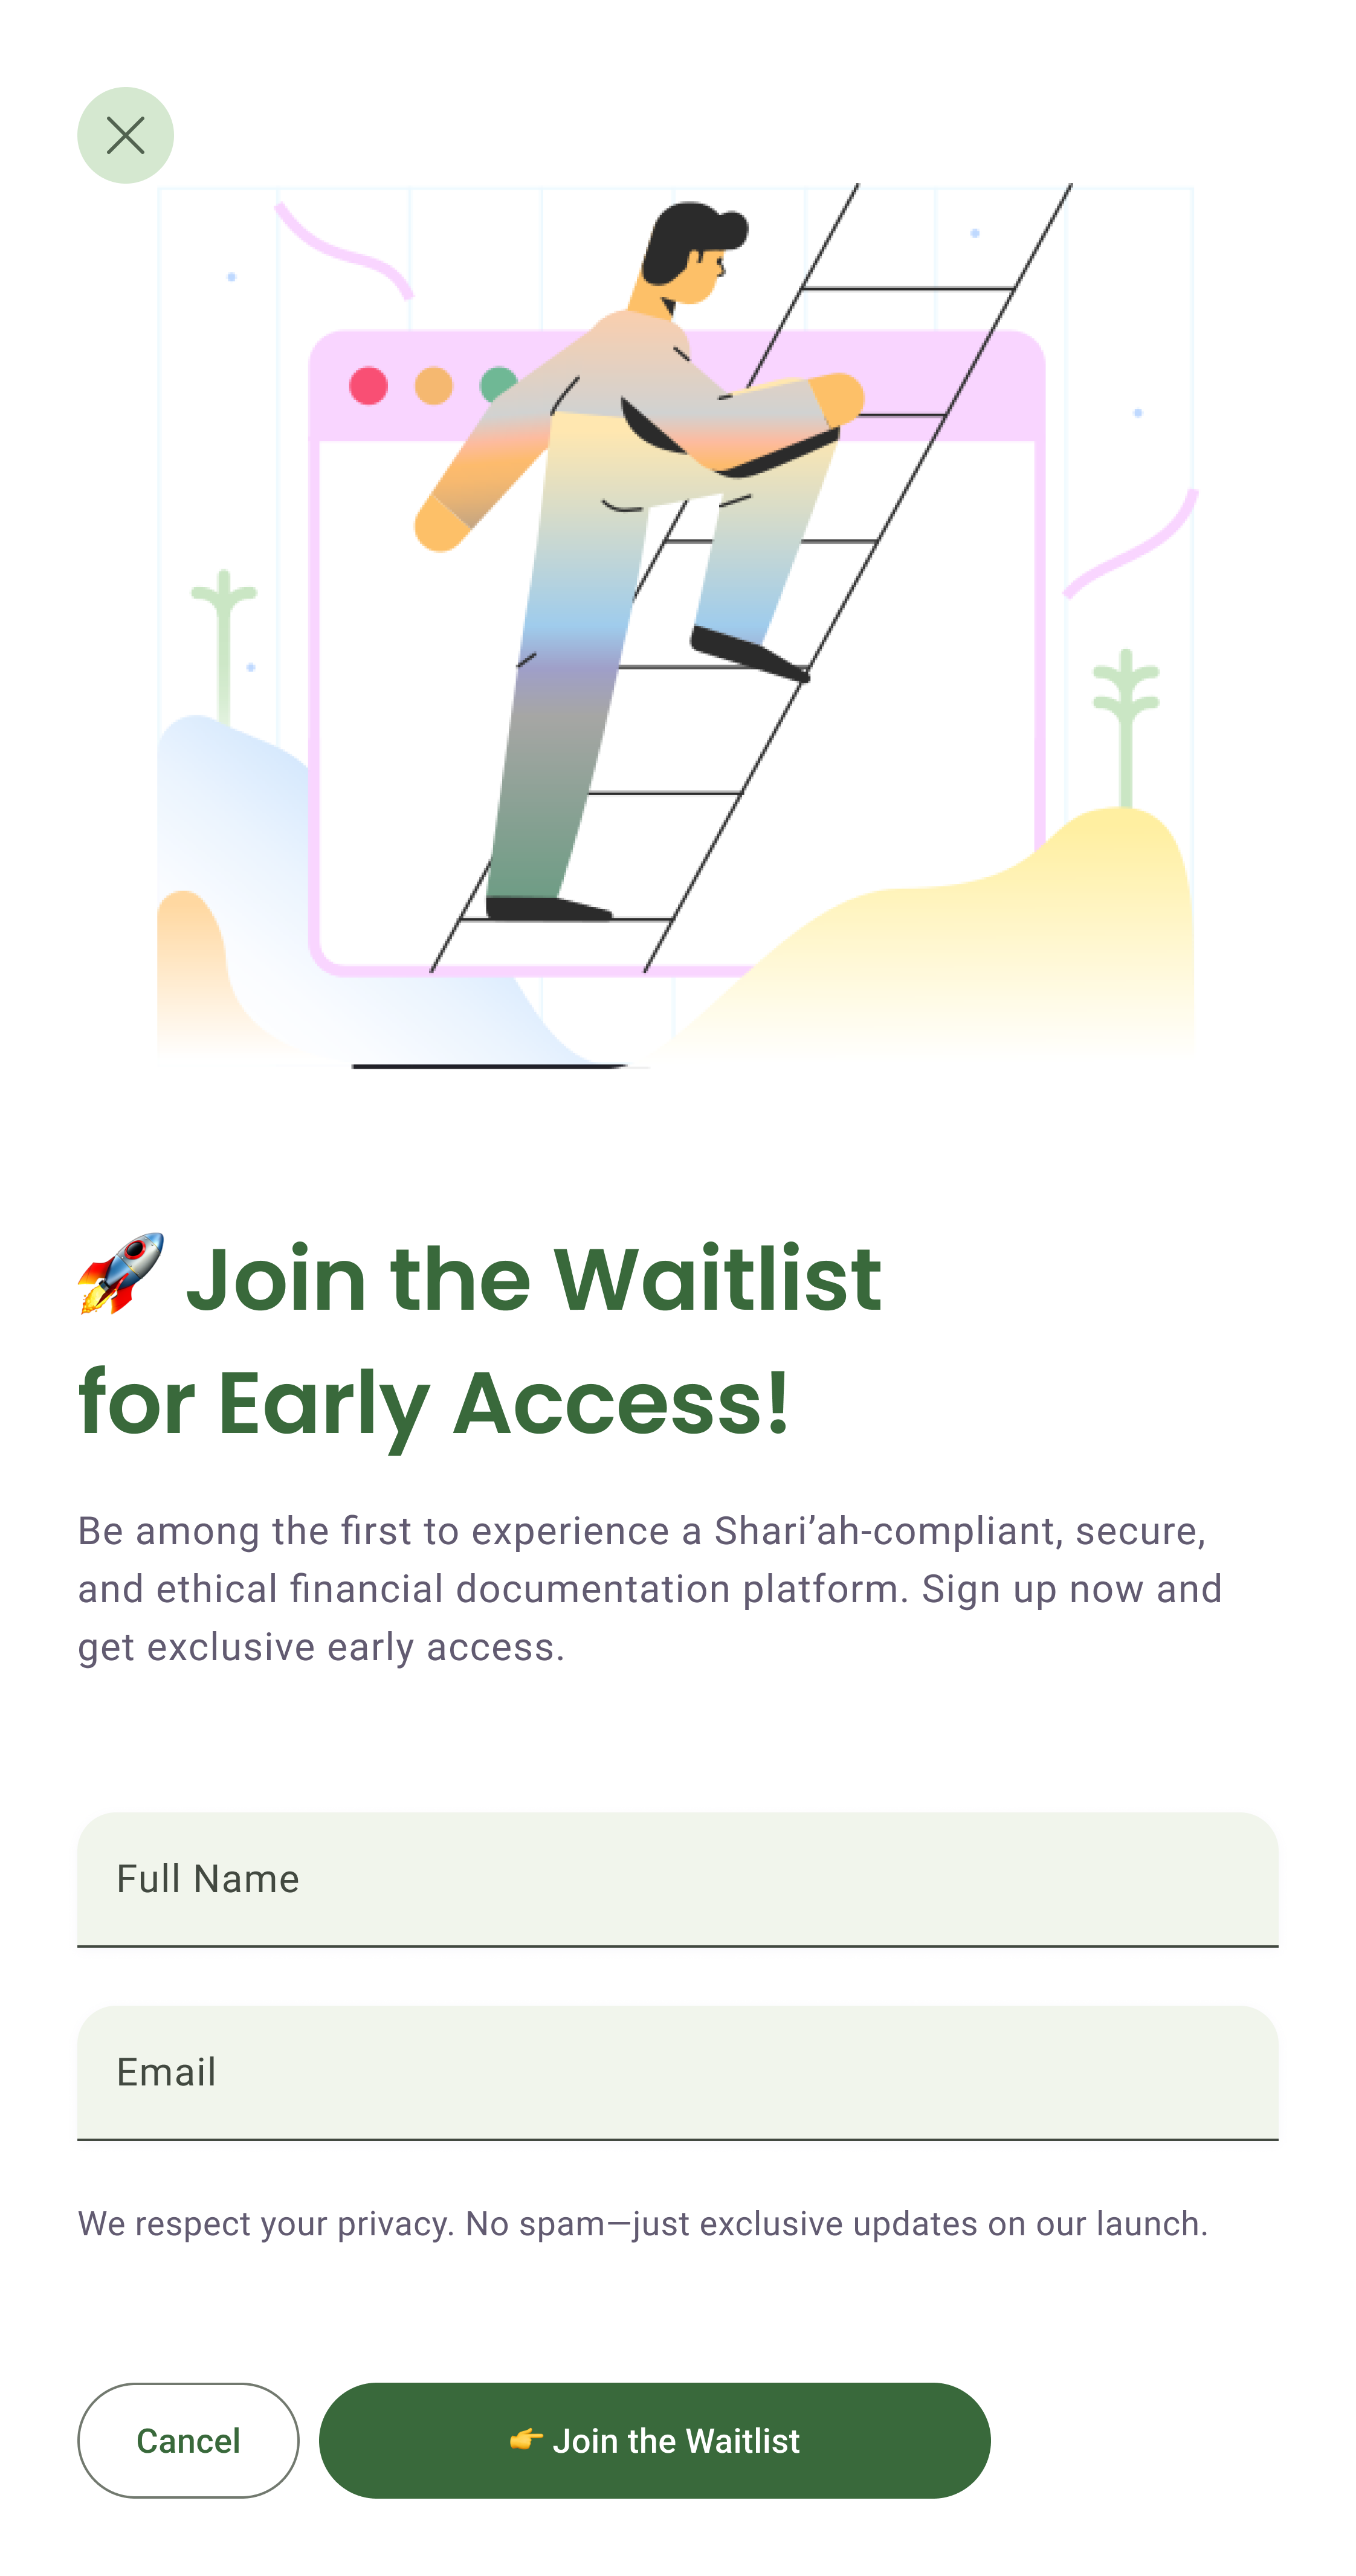 🚀 Join the Waitlist
for Early Access!
Be among the first to experience a Shari’ah-compliant, secure,
and ethical financial documentation platform. Sign up now and
get exclusive early access.
Full Name
Email
We respect your privacy. No spam—just exclusive updates on our launch.
Cancel
👉 Join the Waitlist